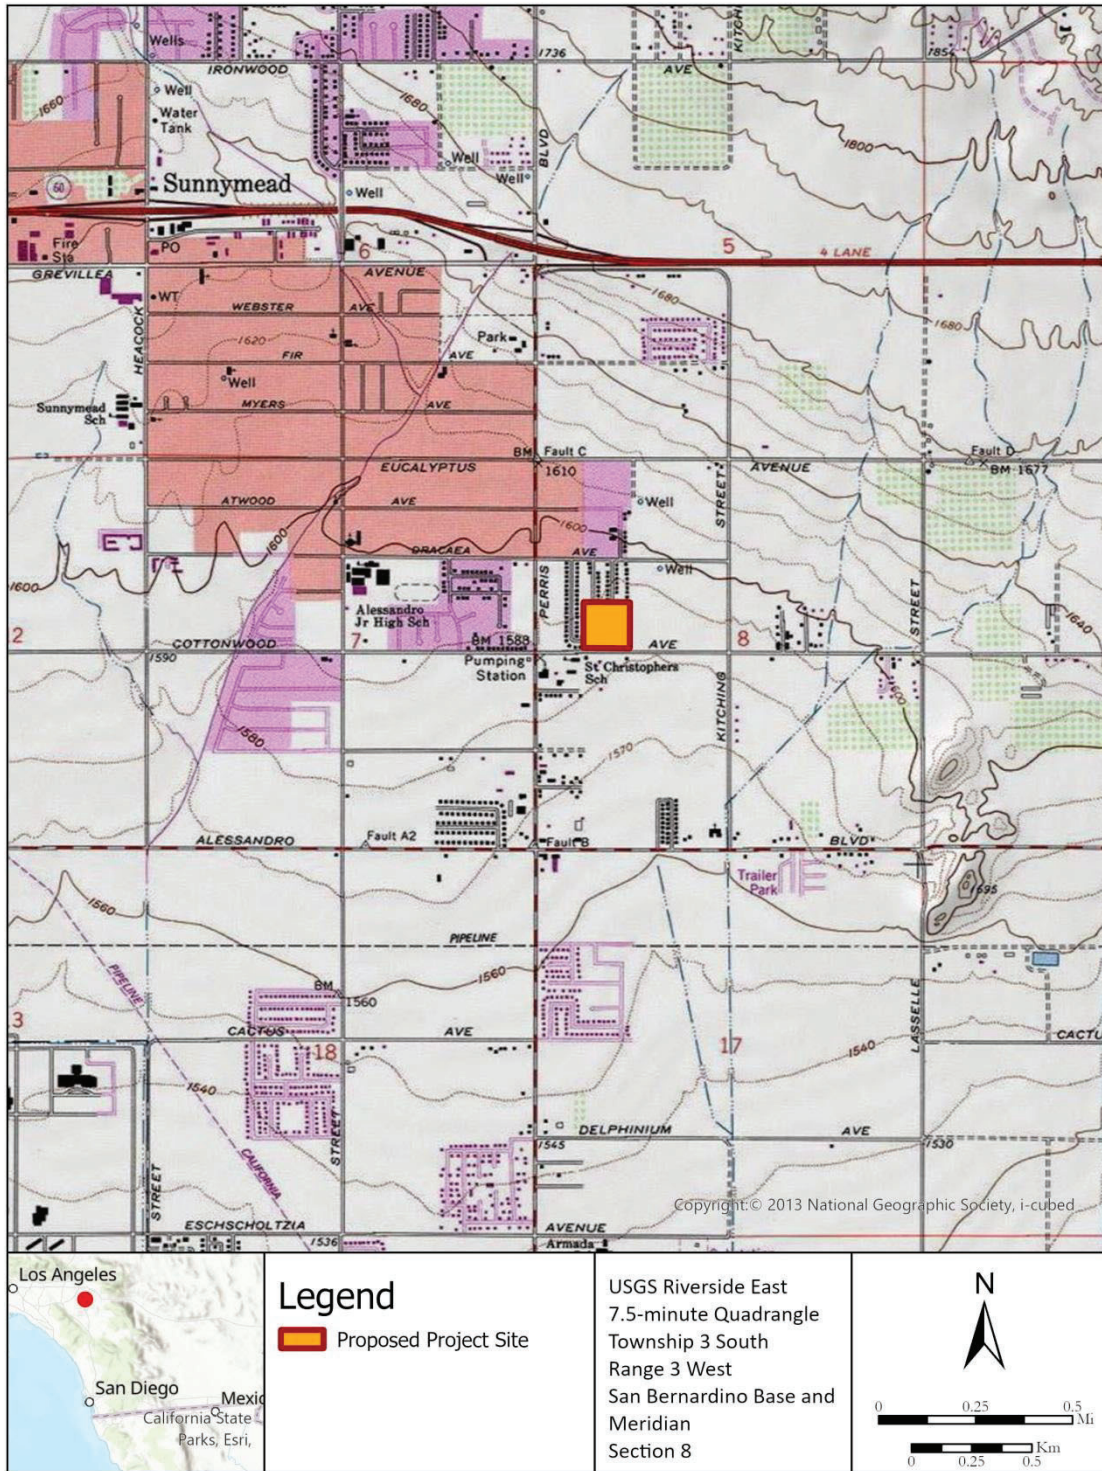 1736
KITCHING
1854
Wells
IRONWOOD
AVE
1660
Well
Water
Tank
1680
BLVD
Well
Well
Well
1800
60
Sunnymead
Fire
Sta
PO
6
5
4 LANE
GREVILLEA
AVENUE
HEACOCK
WT
WEBSTER
AVE
1680
1680
1620
Park
FIR
AVE
Well
MYERS
AVE
Sunnymead
Sch
BM
Fault C
1610
EUCALYPTUS
AVENUE
Fault D
BM 1677
ATWOOD
AVE
Well
STREET
1600
1600
1600
DRACAEA
AVE
1600
Well
PERRIS
STREET
Alessandro
Jr High Sch
1640
2
COTTONWOOD
7
BM 1588
AVE
8
1590
Pumping
Station
St Christophers
Sch
KITCHING
1600
1580
1570
ALESSANDRO
Fault A2
Fault B
BLVD
Trailer
Park
1695
1560
PIPELINE
PIPELINE
1560
BM
1560
LASSELLE
3
CACTUS
AVE
CACTU
18
17
1540
1540
STREET
DELPHINIUM
AVE
1545
1530
CALIFORNIA
STREET
Copyright:© 2013 National Geographic Society, i-cubed
ESCHSCHOLTZIA
AVENUE
1536
Armada
Los Angeles
San Diego
Mexic
California State
Parks, Esri,
Legend
Proposed Project Site
USGS Riverside East
7.5-minute Quadrangle
Township 3 South
Range 3 West
San Bernardino Base and
Meridian
Section 8
N
0 0.25 0.5
Mi
Km
0 0.25 0.5